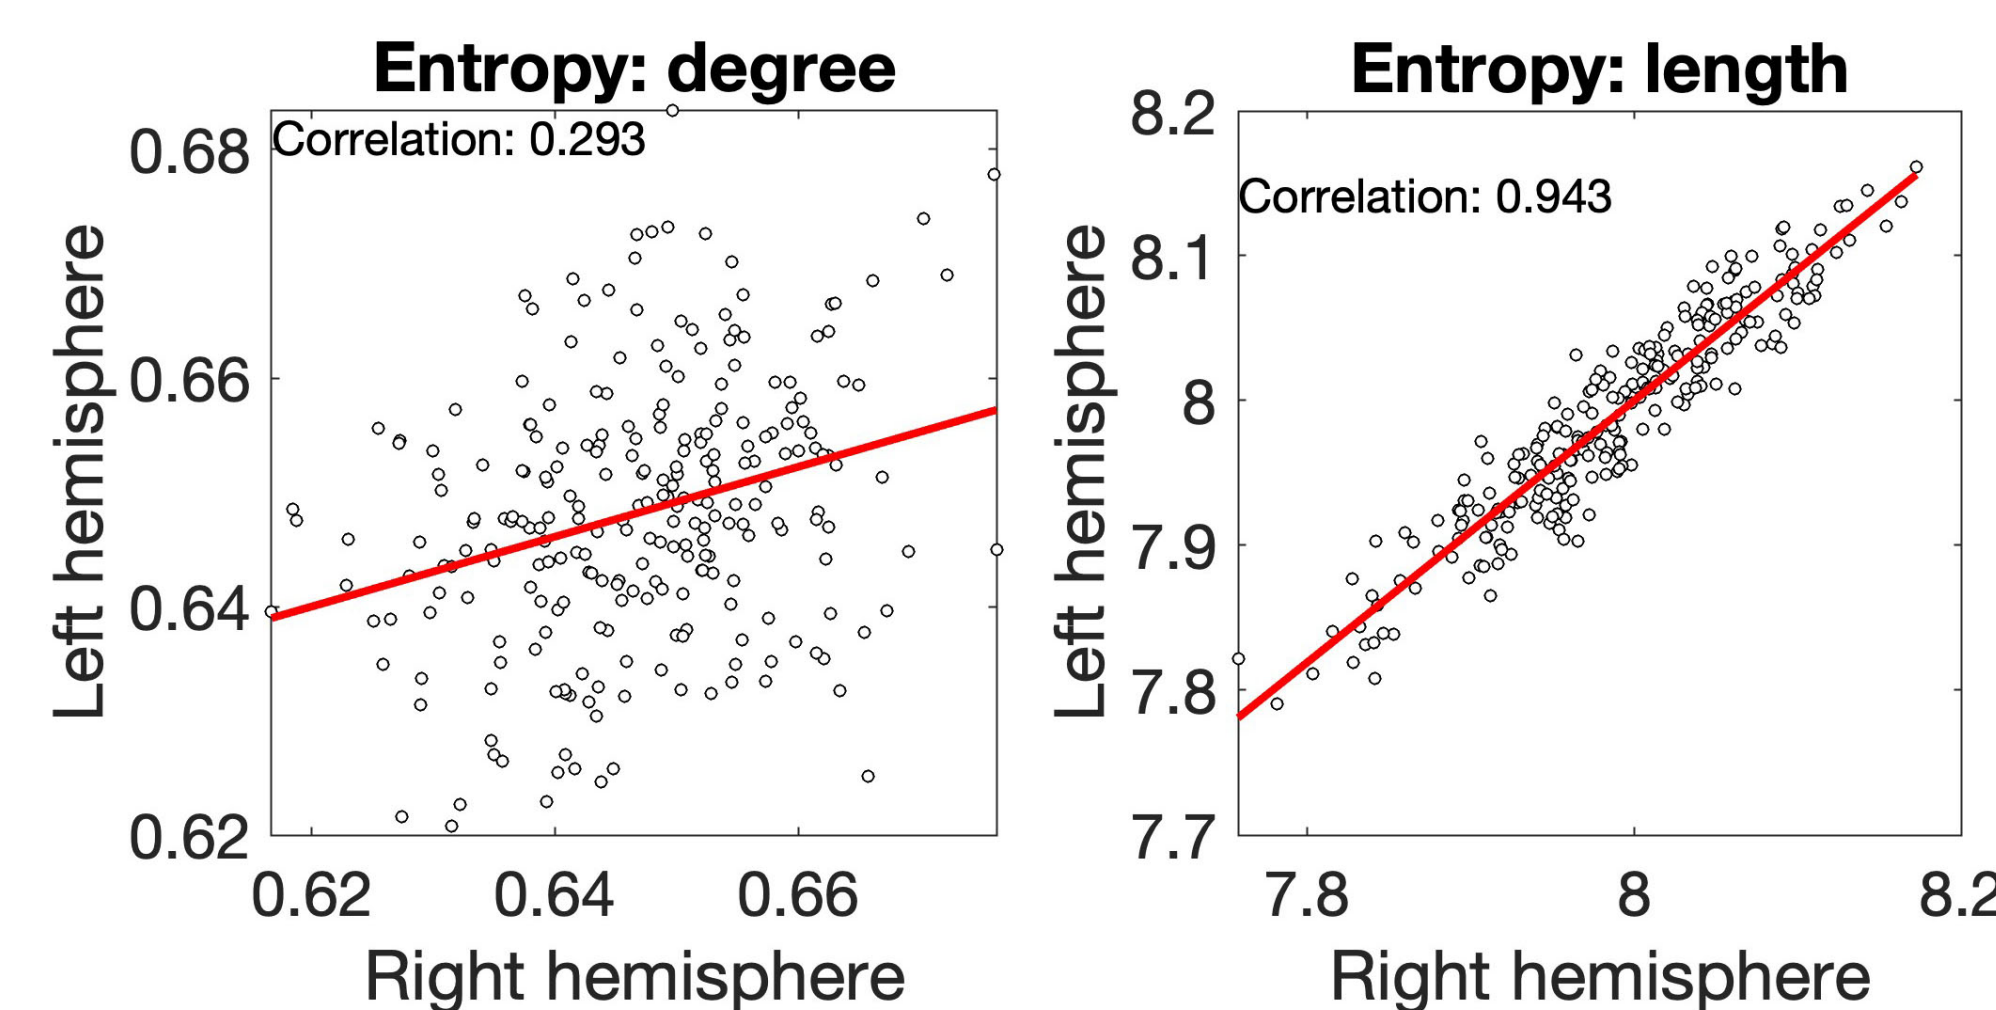 Entropy: degree
Correlation: 0.293
0.68
0.66
0.64
0.62
Left hemisphere
0.62 0.64 0.66
Right hemisphere
Entropy: length
Correlation: 0.943
8.2
8.1
8
7.9
7.8
7.7
Left hemisphere
7.8 8 8.2
Right hemisphere